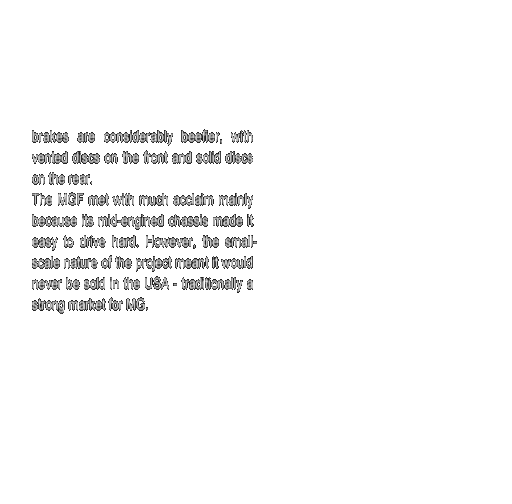 brakes are considerably beefier, with
vented discs on the front and solid discs
on the rear.
The MGF met with much acclaim mainly
because its mid-engined chassis made it
easy to drive hard. However, the small-
scale nature of the project meant it would
never be sold in the USA - traditionally a
strong market for MG.